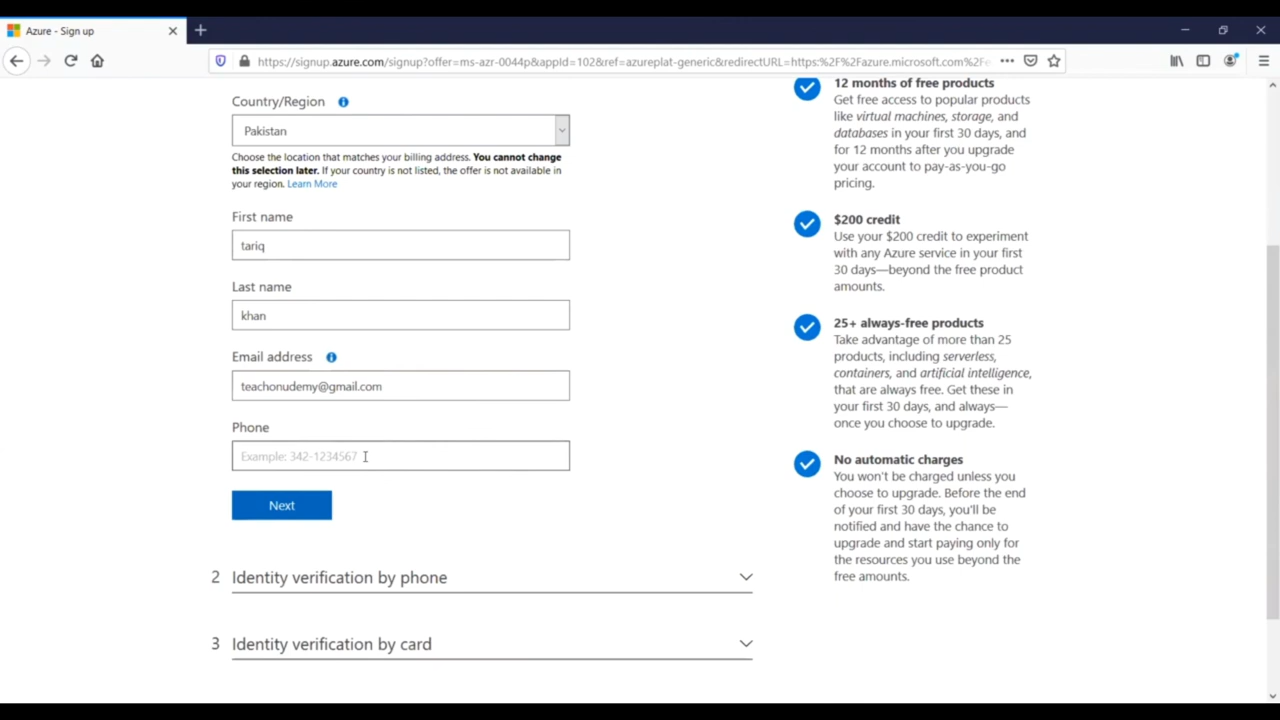 Azure - Sign up
https://signup.azure.com/signup?offer=ms-azr-0044p&appId=102&ref=azureplat-generic&redirectURL=https:%2F%2Fazure.microsoft.com%2F
Country/Region
Pakistan
Choose the location that matches your billing address. You cannot change
this selection later. If your country is not listed, the offer is not available in
your region. Learn More
First name
tariq
Last name
khan
Email address
teachonudemy@gmail.com
Phone
Example: 342-1234567
Next
2 Identity verification by phone
3 Identity verification by card
12 months of free products
Get free access to popular products
like virtual machines, storage, and
databases in your first 30 days, and
for 12 months after you upgrade
your account to pay-as-you-go
pricing.
$200 credit
Use your $200 credit to experiment
with any Azure service in your first
30 days—beyond the free product
amounts.
25+ always-free products
Take advantage of more than 25
products, including serverless,
containers, and artificial intelligence,
that are always free. Get these in
your first 30 days, and always—
once you choose to upgrade.
No automatic charges
You won't be charged unless you
choose to upgrade. Before the end
of your first 30 days, you'll be
notified and have the chance to
upgrade and start paying only for
the resources you use beyond the
free amounts.